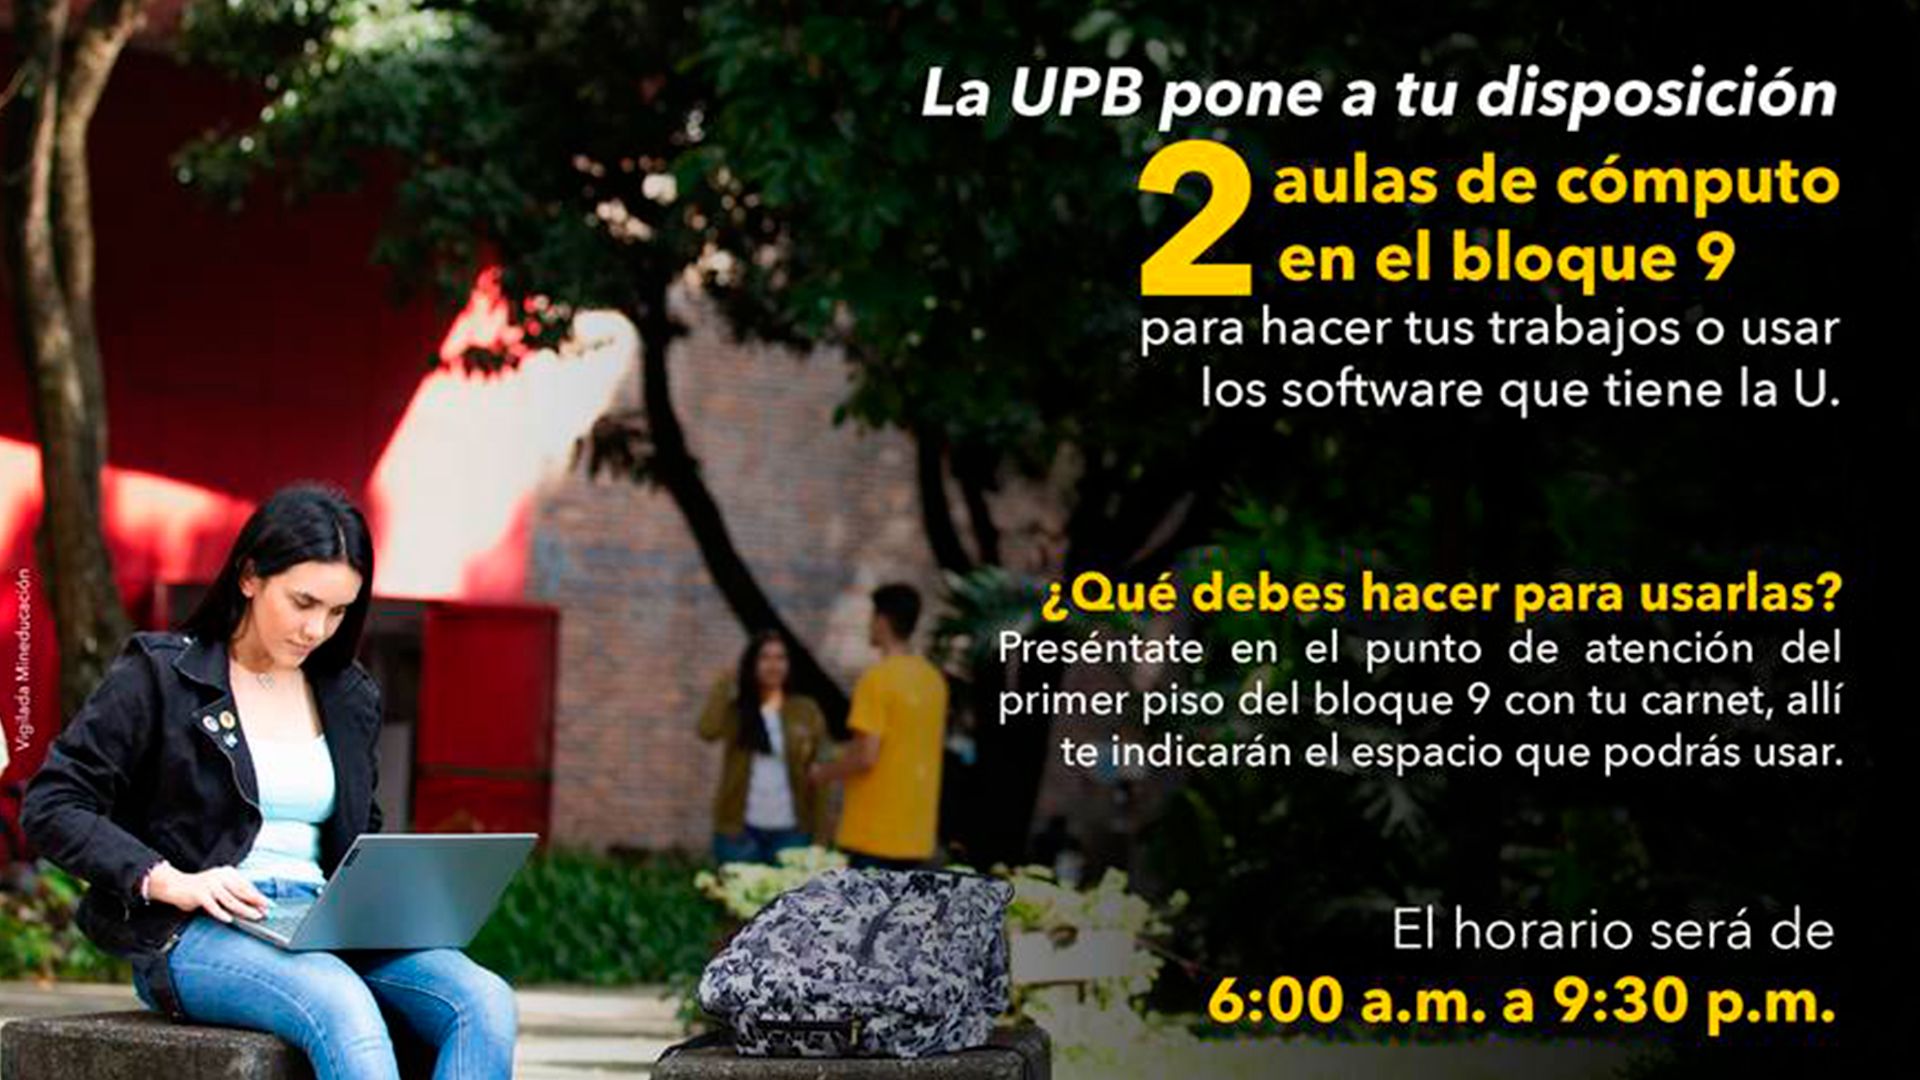 La UPB pone a tu disposición
2 aulas de cómputo
en el bloque 9
para hacer tus trabajos o usar
los software que tiene la U.
¿Qué debes hacer para usarlas?
Preséntate en el punto de atención del
primer piso del bloque 9 con tu carnet, allí
te indicarán el espacio que podrás usar.
El horario será de
6:00 a.m. a 9:30 p.m.
Vigilada Mineducación